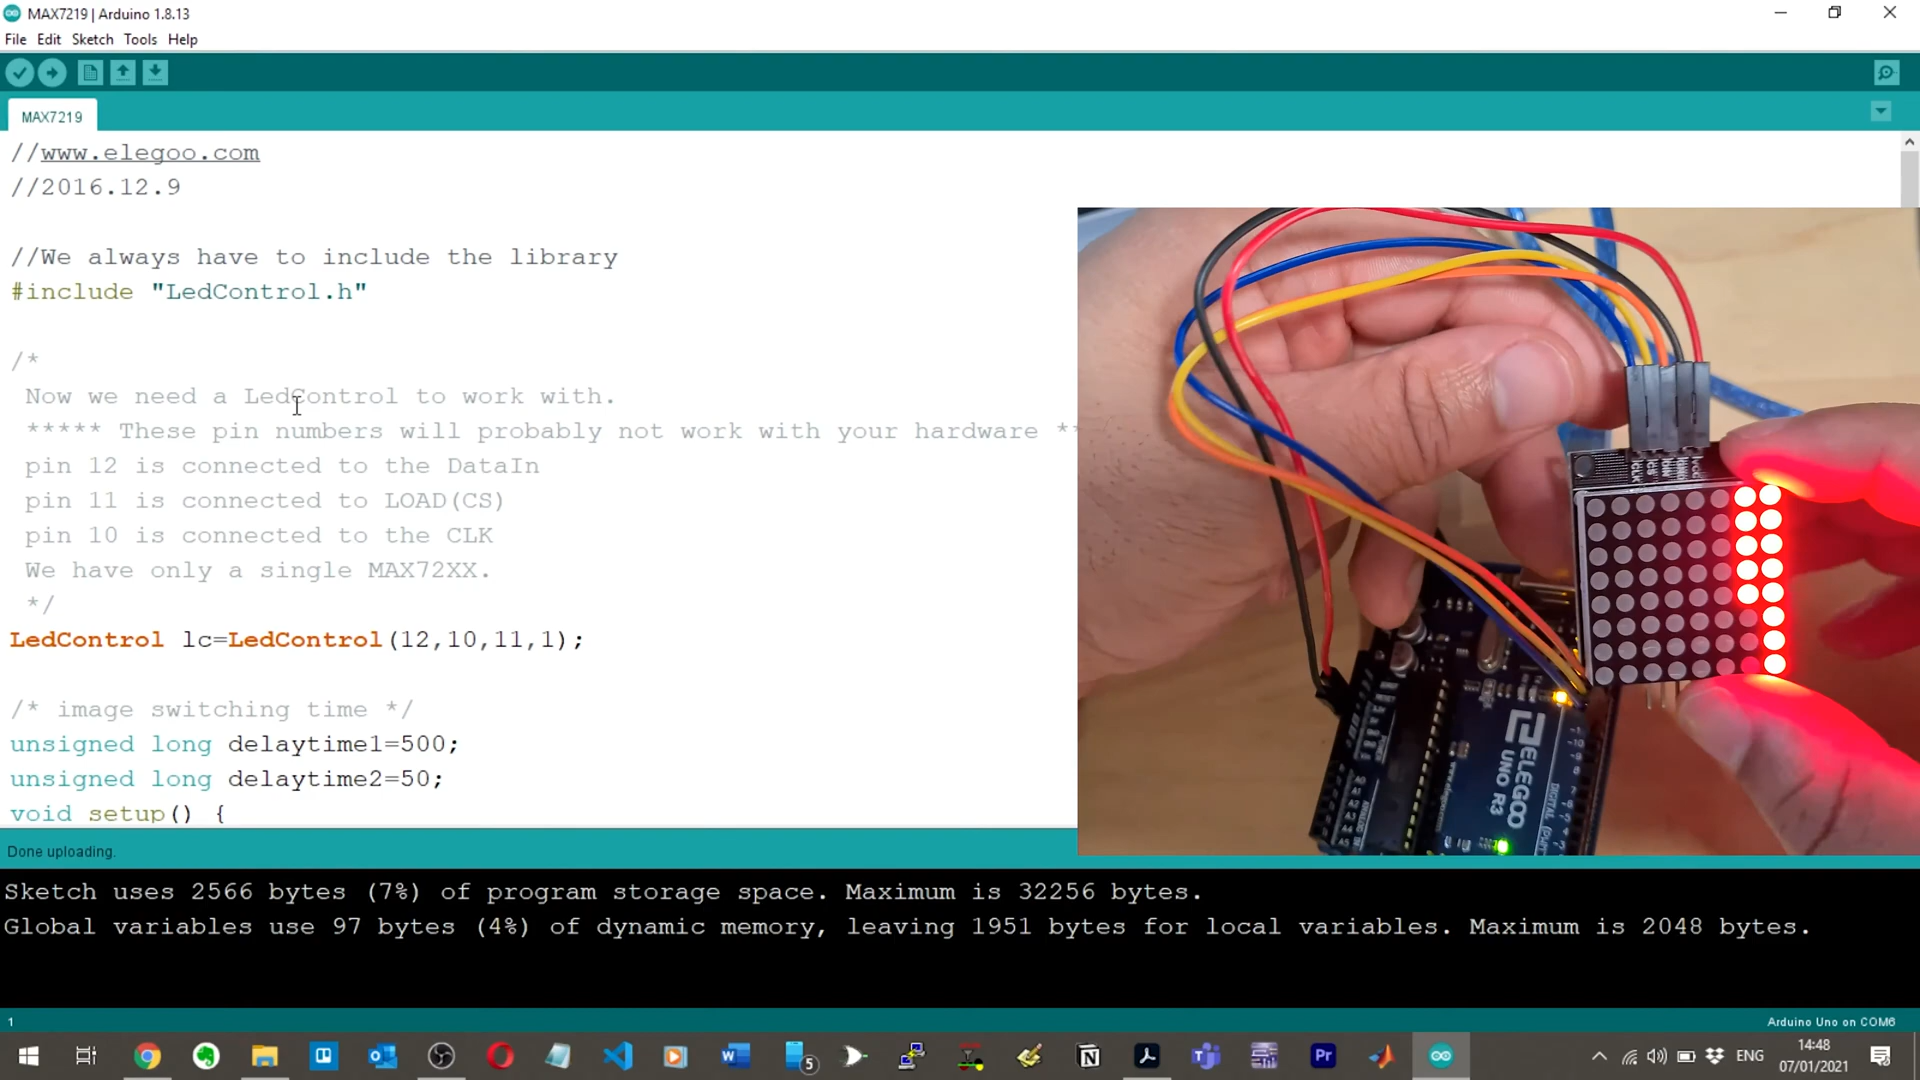 MAX7219 | Arduino 1.8.13
File Edit Sketch Tools Help
MAX7219
//www.elegoo.com
//2016.12.9
//We always have to include the library
#include "LedControl.h"
/*
Now we need a LedControl to work with.
***** These pin numbers will probably not work with your hardware **
pin 12 is connected to the DataIn
pin 11 is connected to LOAD(CS)
pin 10 is connected to the CLK
We have only a single MAX72XX.
*/
LedControl lc=LedControl(12,10,11,1);
/* image switching time */
unsigned long delaytime1=500;
unsigned long delaytime2=50;
void setup() {
CLK
CS
GND
VCC
ELEGOO
UNO R3
POWER
Done uploading.
Sketch uses 2566 bytes (7%) of program storage space. Maximum is 32256 bytes.
Global variables use 97 bytes (4%) of dynamic memory, leaving 1951 bytes for local variables. Maximum is 2048 bytes.
1
Arduino Uno on COM6
5
ENG
14:48
07/01/2021